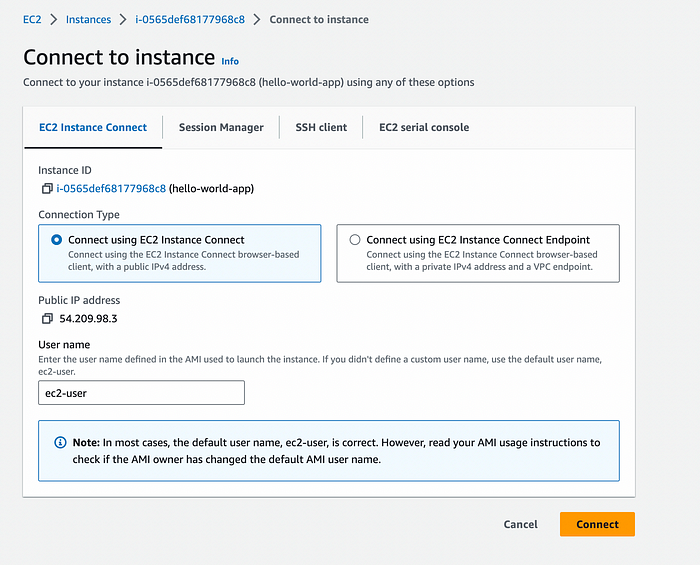 EC2 > Instances > i-0565def68177968c8 > Connect to instance
Connect to instance Info
Connect to your instance i-0565def68177968c8 (hello-world-app) using any of these options
EC2 Instance Connect Session Manager SSH client EC2 serial console
Instance ID
i-0565def68177968c8 (hello-world-app)
Connection Type
Connect using EC2 Instance Connect
Connect using the EC2 Instance Connect browser-based
client, with a public IPv4 address.
Connect using EC2 Instance Connect Endpoint
Connect using the EC2 Instance Connect browser-based
client, with a private IPv4 address and a VPC endpoint.
Public IP address
54.209.98.3
User name
Enter the user name defined in the AMI used to launch the instance. If you didn't define a custom user name, use the default user name,
ec2-user.
ec2-user
Note: In most cases, the default user name, ec2-user, is correct. However, read your AMI usage instructions to
check if the AMI owner has changed the default AMI user name.
Cancel Connect